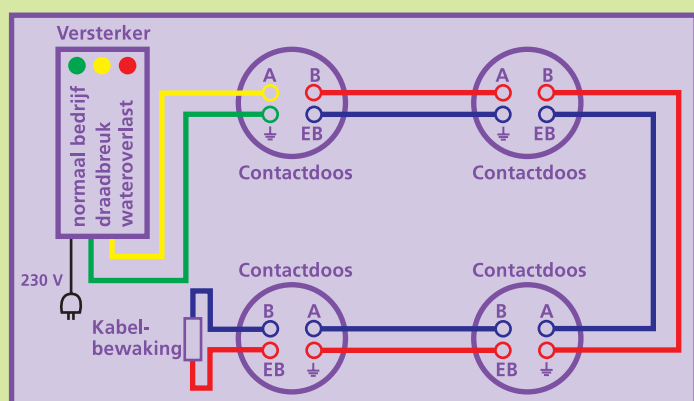 Versterker
normaal bedrijf
draadbreuk
wateroverlast
230 V
A B
EB
Contactdoos
A B
EB
Contactdoos
Contactdoos
B A
EB
Contactdoos
B A
EB
Kabel-
bewaking